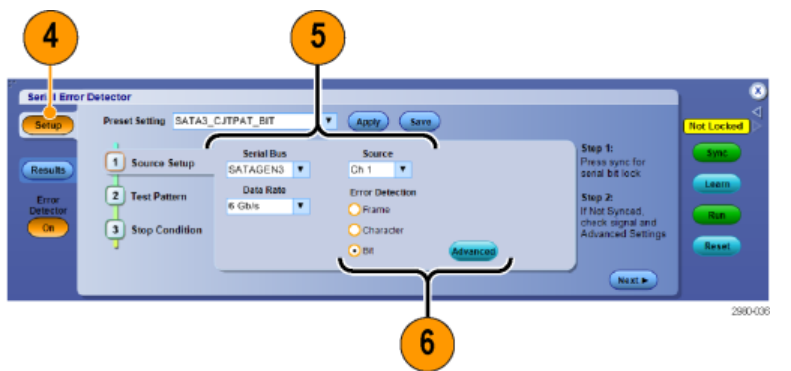 4
5
Serial Error Detector
x
Setup
Preset Setting
SATA3_CJTPAT_BIT
Apply
Save
Not Locked
Results
Error
Detector
On
1 Source Setup
2 Test Pattern
3 Stop Condition
Serial Bus
SATAGEN3
Data Rate
6 Gb/s
Source
Ch 1
Error Detection
Frame
Character
Bit
Advanced
Step 1:
Press sync for
serial bit lock
Step 2:
If Not Synced,
check signal and
Advanced Settings
Next
Sync
Learn
Run
Reset
2980-036
6